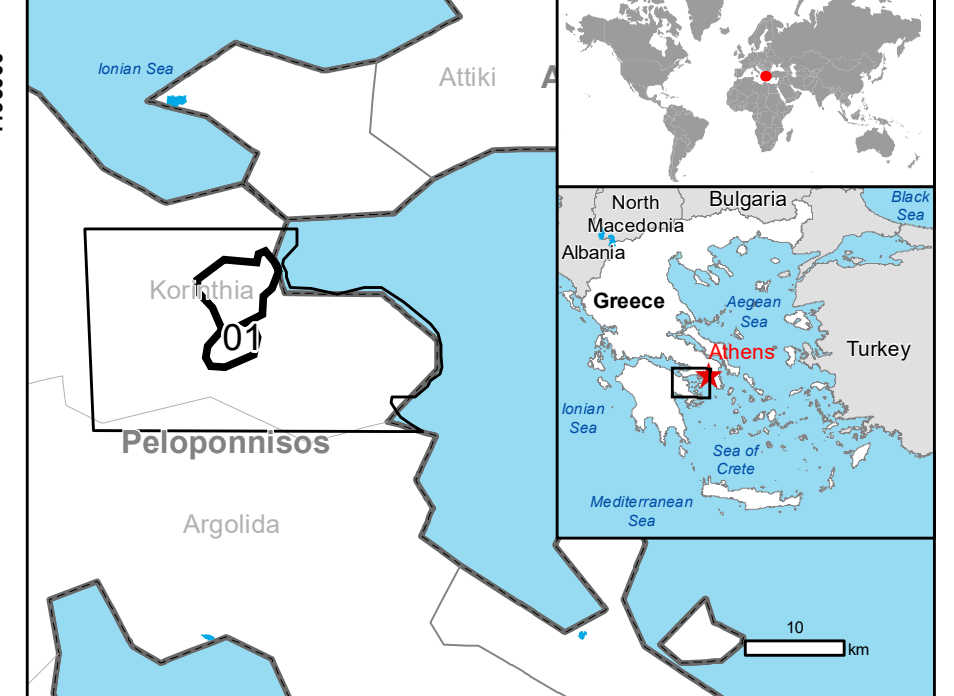 Ionian Sea
Attiki
Korinthia
01
Peloponnisos
Argolida
North
Macedonia
Bulgaria
Black
Sea
Albania
Greece
Aegean
Sea
Athens
Turkey
Ionian
Sea
Sea of
Crete
Mediterranean
Sea
10
km